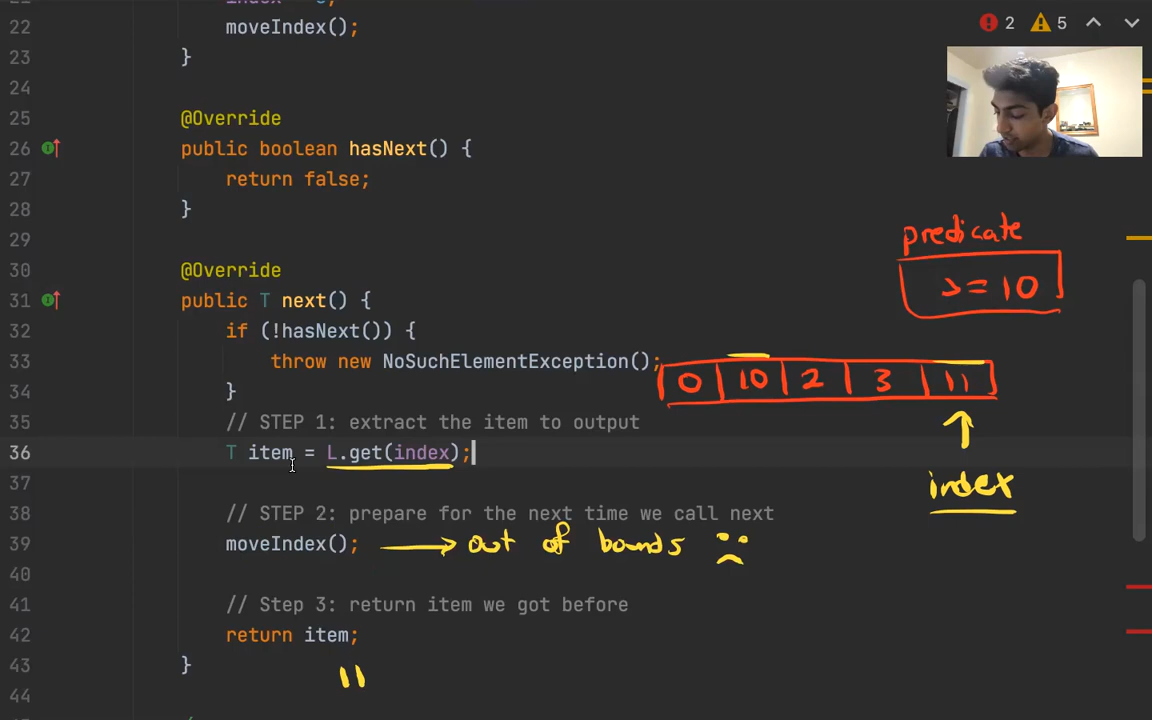 2 5
22 moveIndex();
23 }
24
25 @Override
26 public boolean hasNext() {
27 return false;
28 }
29
30 @Override
31 public T next() {
32 if (!hasNext()) {
33 throw new NoSuchElementException();
34 }
35 // STEP 1: extract the item to output
36 T item = L.get(index);
37
38 // STEP 2: prepare for the next time we call next
39 moveIndex();
40
41 // Step 3: return item we got before
42 return item;
43 }
44
predicate
>= 10
0 10 2 3 11
index
out of bounds
11